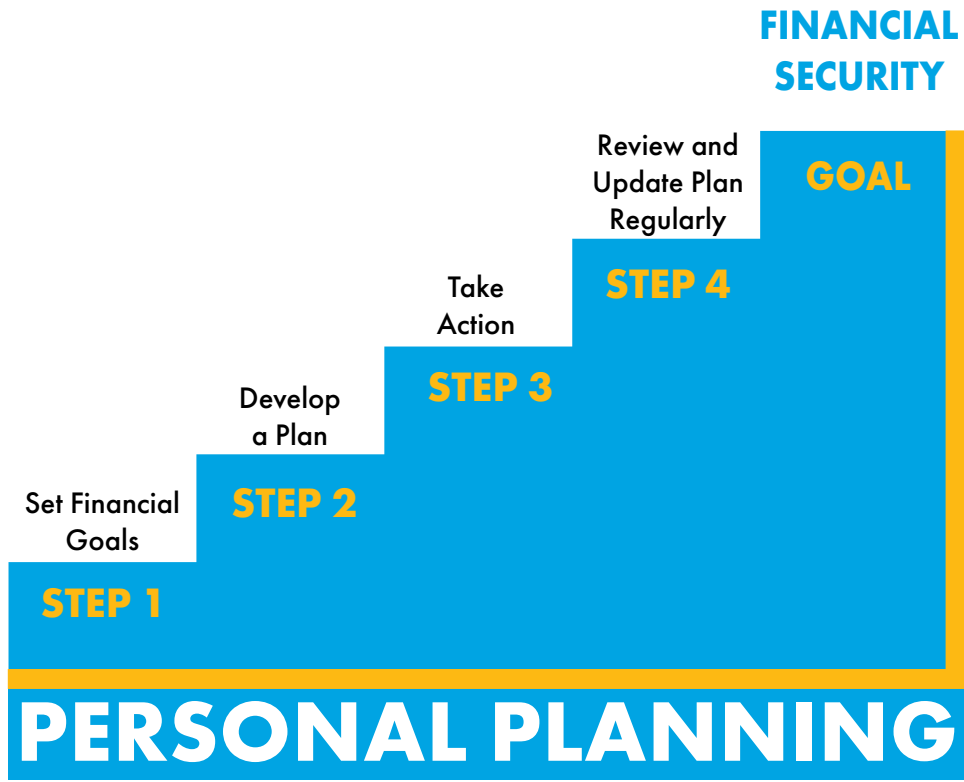 FINANCIAL
SECURITY
GOAL
Review and
Update Plan
Regularly
STEP 4
Take
Action
STEP 3
Develop
a Plan
STEP 2
Set Financial
Goals
STEP 1
PERSONAL PLANNING